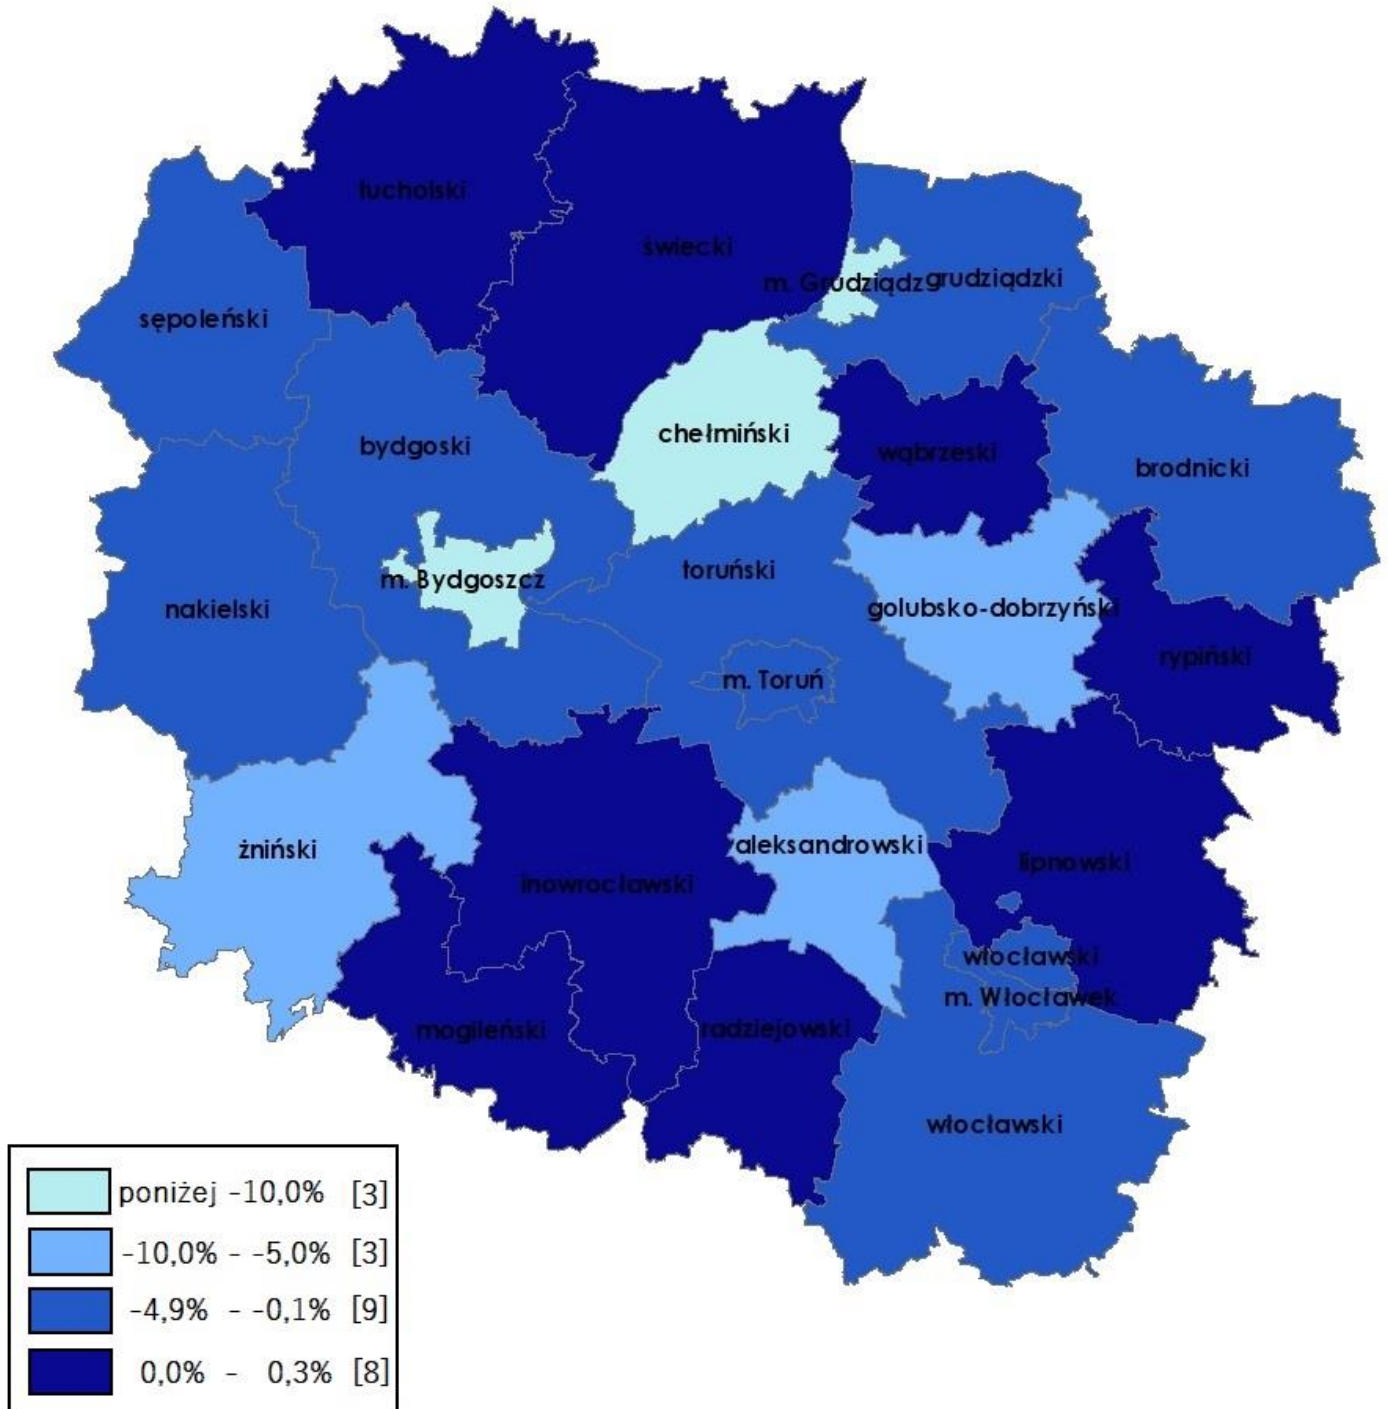 tucholski
świecki
m. Grudziądz
grudziądzki
sępoleński
chełmiński
bydgoski
wąbrzeski
brodnicki
toruński
m. Bydgoszcz
nakielski
golubsko-dobrzyński
rypiński
m. Toruń
żniński
aleksandrowski
lipnowski
inowrocławski
włocławski
m. Włocławek
mogileński
radziejowski
włocławski
poniżej -10,0% [3]
-10,0% - -5,0% [3]
-4,9% - -0,1% [9]
0,0% - 0,3% [8]